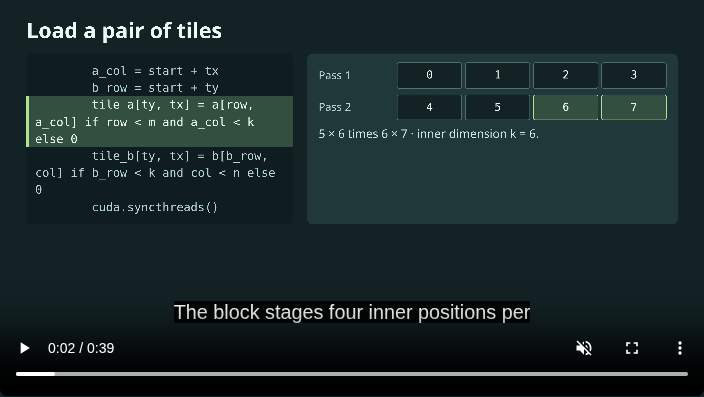 Load a pair of tiles
a_col = start + tx
b_row = start + ty
tile_a[ty, tx] = a[row,
a_col] if row < m and a_col < k
else 0
tile_b[ty, tx] = b[b_row,
col] if b_row < k and col < n else
0
cuda.syncthreads()
Pass 1 0 1 2 3
Pass 2 4 5 6 7
5 × 6 times 6 × 7 · inner dimension k = 6.
The block stages four inner positions per
0:02 / 0:39